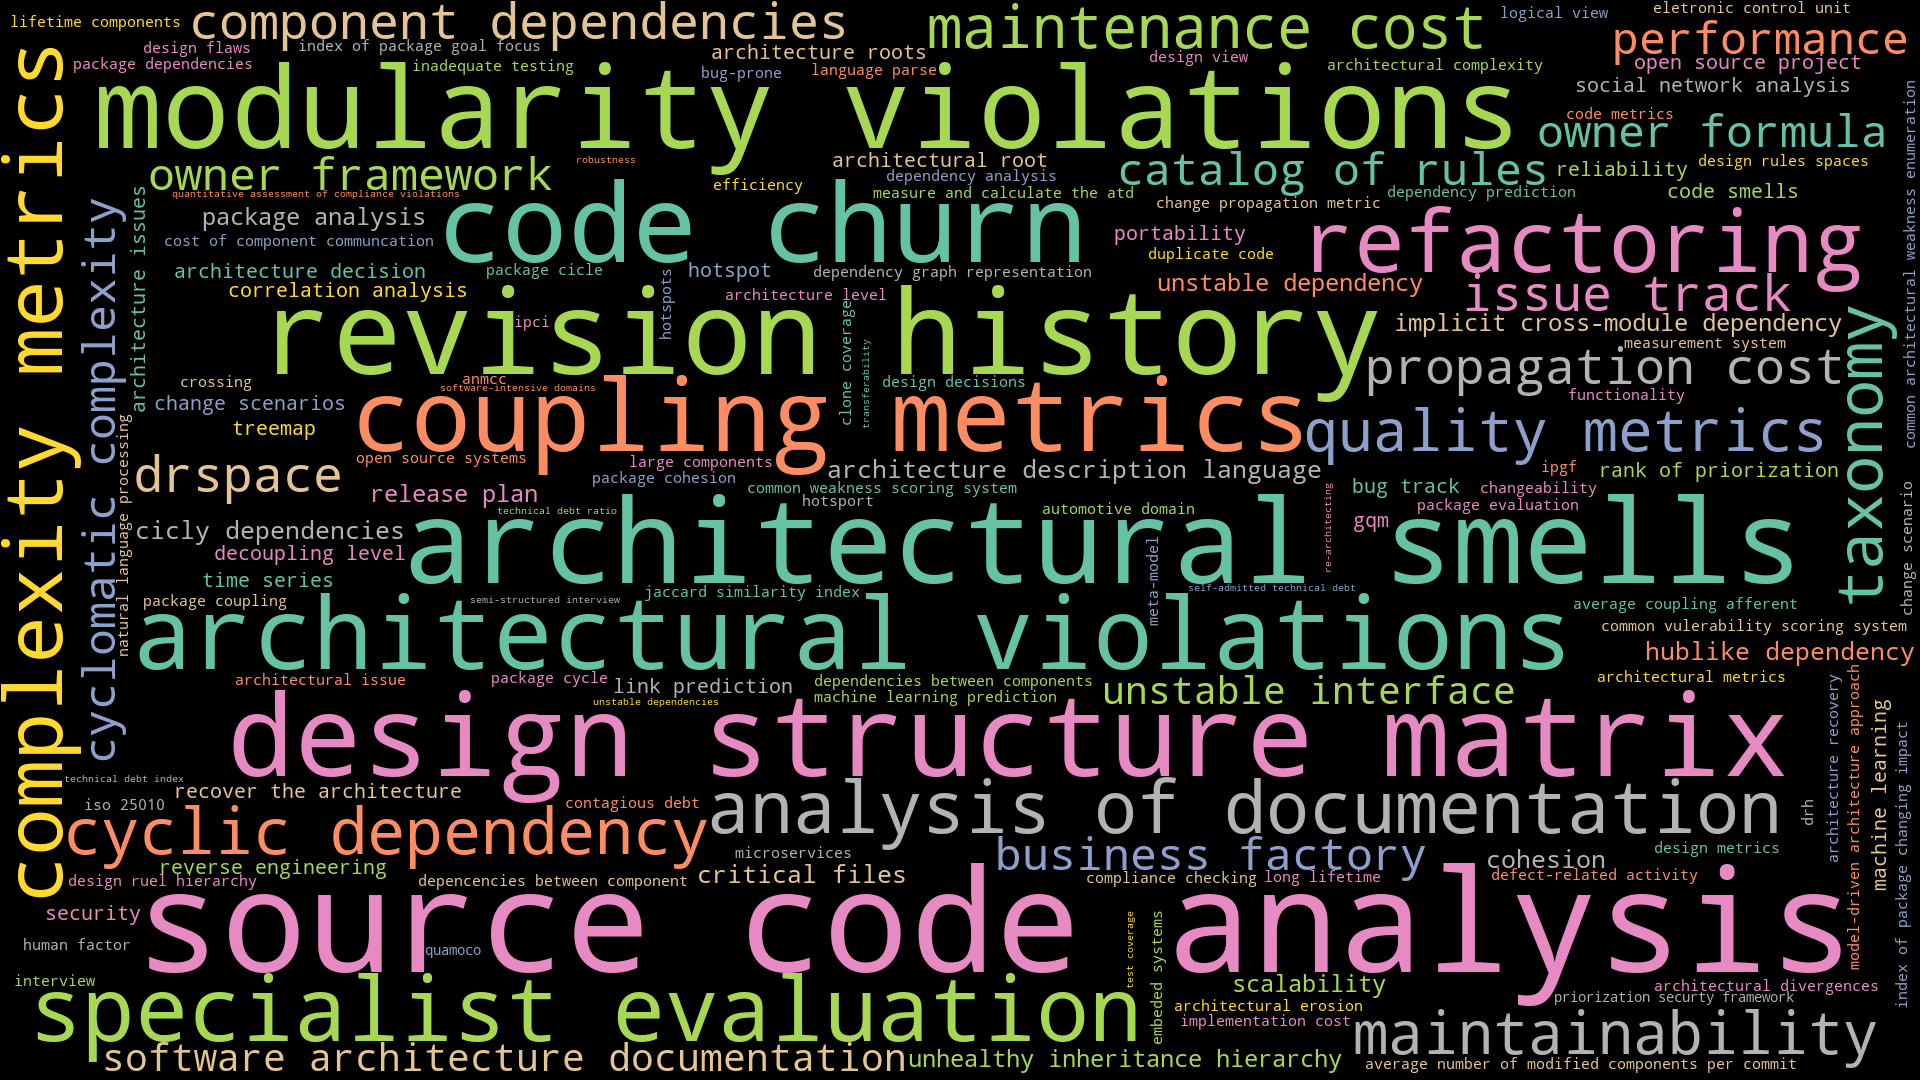 lifetime components
component dependencies
maintenance cost
logical view
eletronic control unit
performance
design flaws
index of package goal focus
architecture roots
design view
package dependencies
inadequate testing
bug-prone
language parse
architectural complexity
open source project
social network analysis
modularity violations
code metrics
owner formula
owner framework
robustness
architectural root
catalog of rules
reliability
design rules spaces
quantitative assessment of compliance violations
efficiency
dependency analysis
measure and calculate the atd
dependency prediction
code smells
package analysis
code churn
change propagation metric
cost of component communcation
portability
refactoring
duplicate code
architecture decision
package cicle
hotspot
dependency graph representation
unstable dependency
issue track
correlation analysis
hotspots
architecture level
revision history
ipci
clone coverage
transferability
implicit cross-module dependency
measurement system
propagation cost
crossing
anmcc
software-intensive domains
design decisions
functionality
change scenarios
coupling metrics
quality metrics
treemap
taxonomy
complexity metrics
cyclomatic complexity
architecture issues
natural language processing
common architectural weakness enumeration
change scenario
drspace
open source systems
large components
package cohesion
architecture description language
ipgf
rank of priorization
release plan
common weakness scoring system
hotsport
bug track
changeability
technical debt ratio
automotive domain
package evaluation
gqm
cicly dependencies
decoupling level
architectural smells
re-architecting
meta-model
time series
jaccard similarity index
self-admitted technical debt
package coupling
semi-structured interview
average coupling afferent
architectural violations
common vulerability scoring system
hublike dependency
architectural issue
package cycle
link prediction
dependencies between components
machine learning prediction
unstable interface
architectural metrics
unstable dependencies
design structure matrix
architecture recovery
model-driven architecture approach
machine learning
index of package changing impact
technical debt index
recover the architecture
iso 25010
contagious debt
analysis of documentation
drh
cyclic dependency
microservices
business factory
cohesion
design metrics
reverse engineering
design ruel hierarchy
depencencies between component
critical files
compliance checking
long lifetime
defect-related activity
security
source code analysis
human factor
quamoco
test coverage
embeded systems
interview
specialist evaluation
scalability
architectural divergences
architectural erosion
priorization securty framework
implementation cost
maintainability
software architecture documentation
unhealthy inheritance hierarchy
average number of modified components per commit